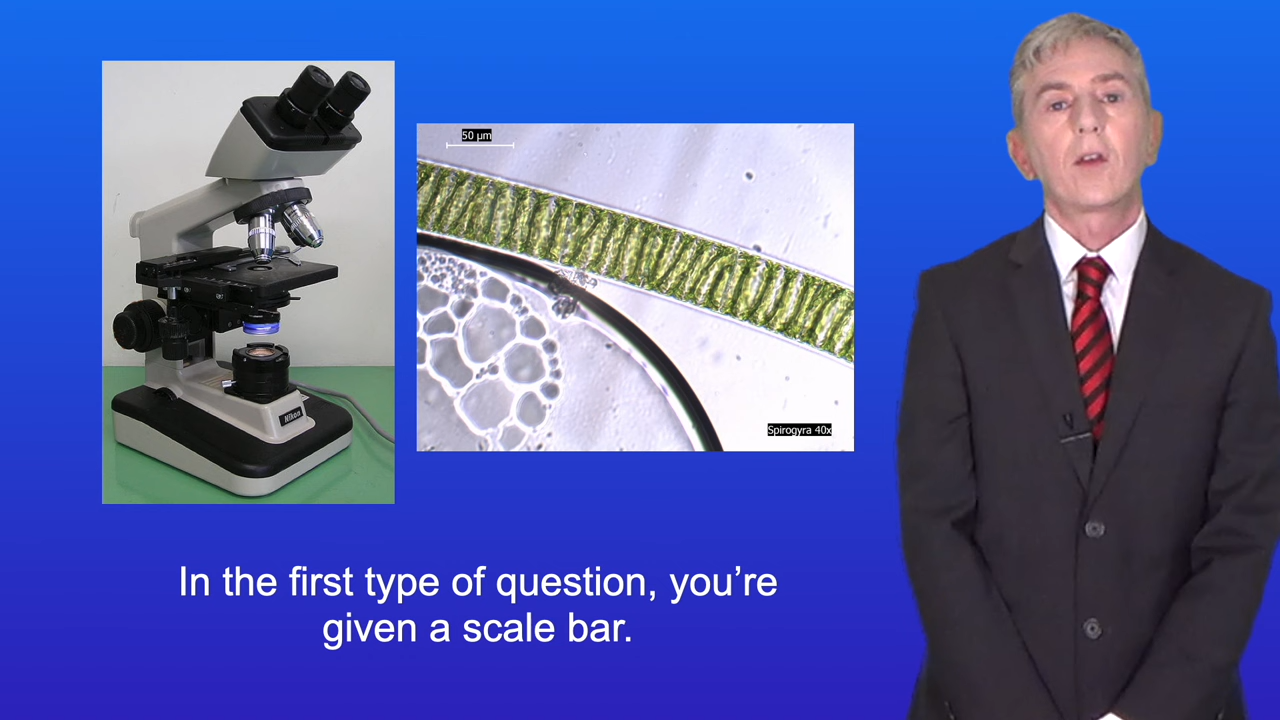 50 µm
Nikon
Spirogyra 40x
In the first type of question, you’re
given a scale bar.